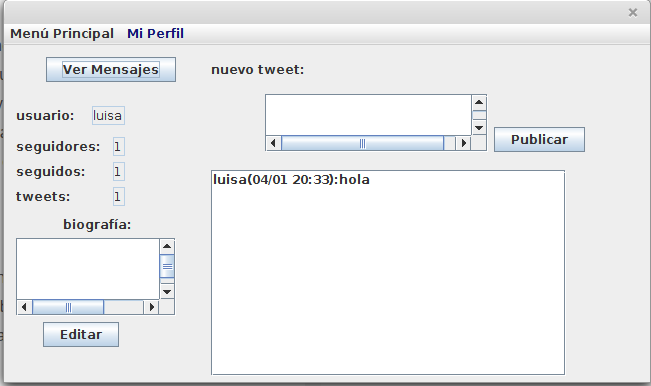 Menú Principal Mi Perfil
Ver Mensajes
nuevo tweet:
usuario: luisa
seguidores: 1
seguidos: 1
tweets: 1
Publicar
biografía:
Editar
luisa(04/01 20:33):hola